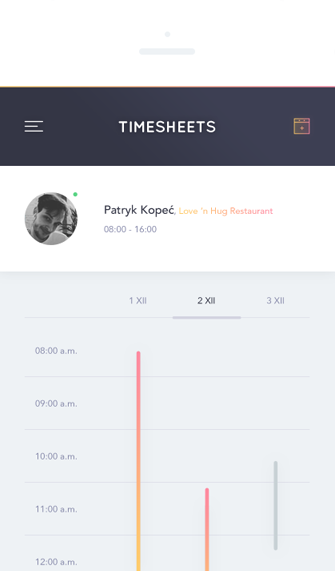 TIMESHEETS
Patryk Kopeć, Love 'n Hug Restaurant
08:00 - 16:00
1 XII 2 XII 3 XII
08:00 a.m.
09:00 a.m.
10:00 a.m.
11:00 a.m.
12:00 a.m.